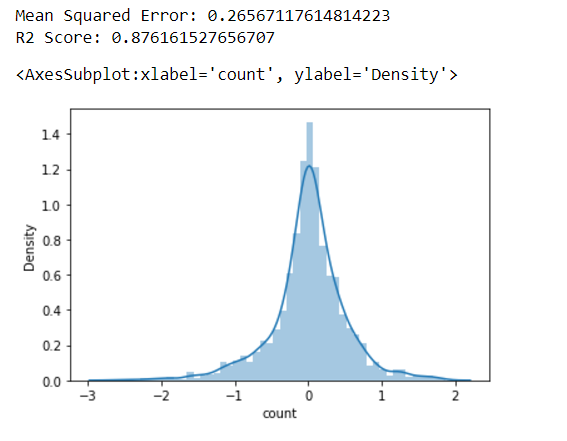 Mean Squared Error: 0.26567117614814223
R2 Score: 0.876161527656707
<AxesSubplot:xlabel='count', ylabel='Density'>
1.4
1.2
1.0
0.8
0.6
0.4
0.2
0.0
Density
−3 −2 −1 0 1 2
count